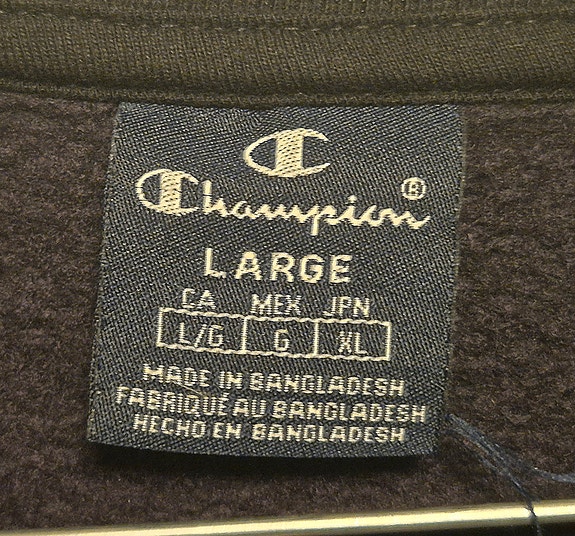 C
Champion®
LARGE
CA MEX JPN
L/G G XL
MADE IN BANGLADESH
FABRIQUÉ AU BANGLADESH
HECHO EN BANGLADESH